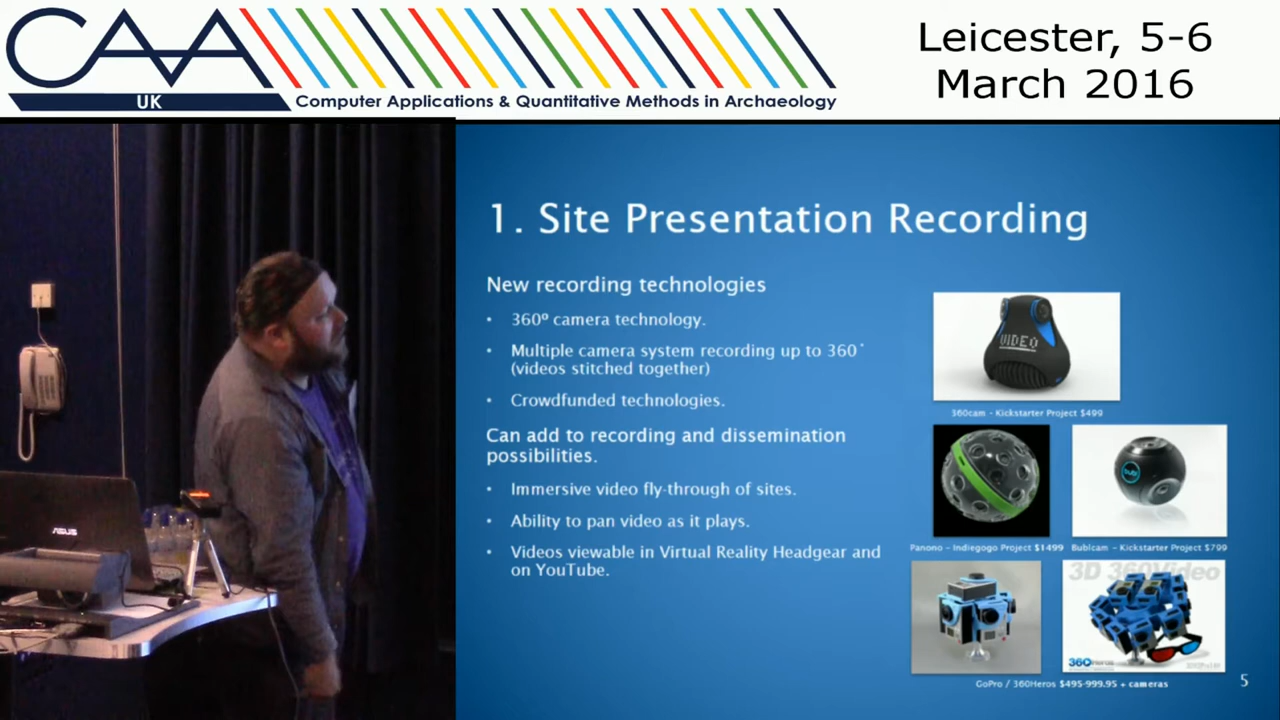 CAA
UK
Computer Applications & Quantitative Methods in Archaeology
Leicester, 5-6
March 2016
1. Site Presentation Recording
New recording technologies
• 360º camera technology.
• Multiple camera system recording up to 360˚
(videos stitched together)
• Crowdfunded technologies.
Can add to recording and dissemination
possibilities.
• Immersive video fly-through of sites.
• Ability to pan video as it plays.
• Videos viewable in Virtual Reality Headgear and
on YouTube.
VIDEO
360cam - Kickstarter Project $499
bubl
Panono - Indiegogo Project $1499
Bublcam - Kickstarter Project $799
3D 360Video
360Heros
GoPro / 360Heros $495-999.95 + cameras
5
ASUS